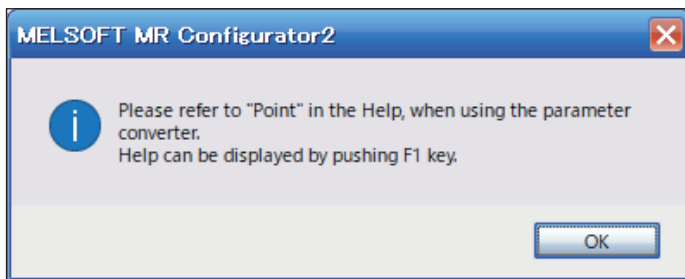 MELSOFT MR Configurator2
Please refer to "Point" in the Help, when using the parameter
converter.
Help can be displayed by pushing F1 key.
OK